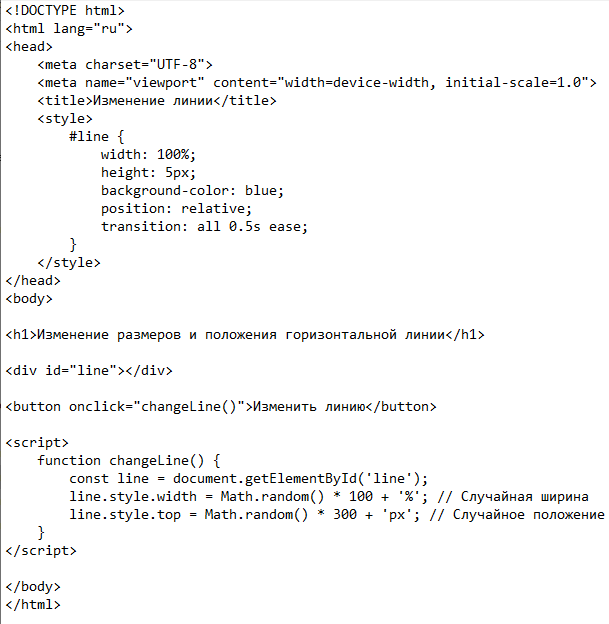 <!DOCTYPE html>
<html lang="ru">
<head>
    <meta charset="UTF-8">
    <meta name="viewport" content="width=device-width, initial-scale=1.0">
    <title>Изменение линии</title>
    <style>
        #line {
            width: 100%;
            height: 5px;
            background-color: blue;
            position: relative;
            transition: all 0.5s ease;
        }
    </style>
</head>
<body>

<h1>Изменение размеров и положения горизонтальной линии</h1>

<div id="line"></div>

<button onclick="changeLine()">Изменить линию</button>

<script>
    function changeLine() {
        const line = document.getElementById('line');
        line.style.width = Math.random() * 100 + '%'; // Случайная ширина
        line.style.top = Math.random() * 300 + 'px'; // Случайное положение
    }
</script>

</body>
</html>